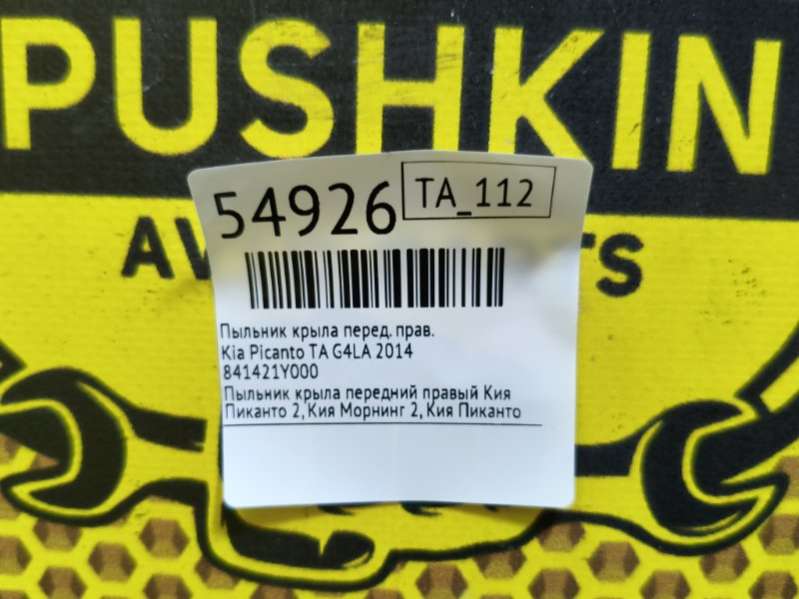 PUSHKIN
54926
TA_112
Пыльник крыла перед. прав.
Kia Picanto TA G4LA 2014
841421Y000
Пыльник крыла передний правый Кия
Пиканто 2, Кия Морнинг 2, Кия Пиканто